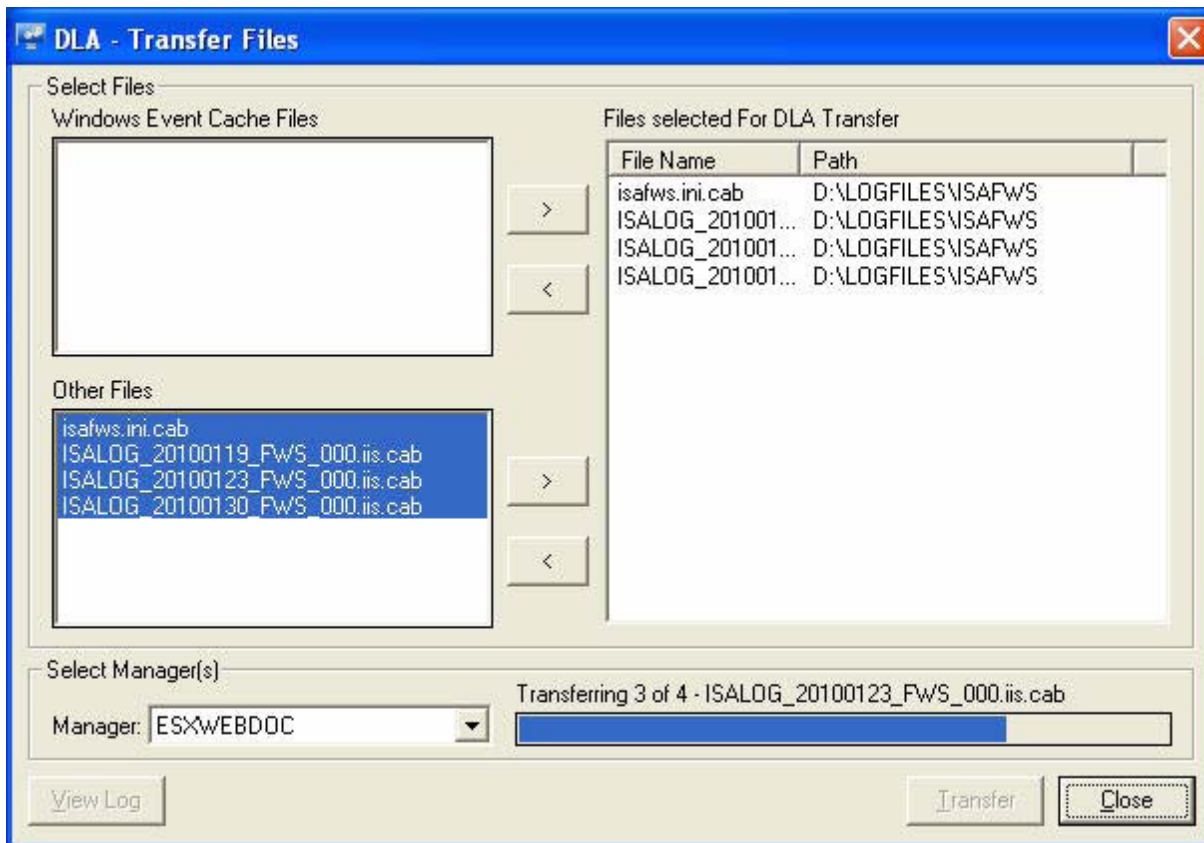 DLA - Transfer Files
Select Files
Windows Event Cache Files
Files selected For DLA Transfer
File Name Path
isafws.ini.cab D:\LOGFILES\ISAFWS
ISALOG_201001... D:\LOGFILES\ISAFWS
ISALOG_201001... D:\LOGFILES\ISAFWS
ISALOG_201001... D:\LOGFILES\ISAFWS
>
<
Other Files
isafws.ini.cab
ISALOG_20100119_FWS_000.iis.cab
ISALOG_20100123_FWS_000.iis.cab
ISALOG_20100130_FWS_000.iis.cab
>
<
Select Manager(s)
Manager: ESXWEBDOC
Transferring 3 of 4 - ISALOG_20100123_FWS_000.iis.cab
View Log
Transfer
Close